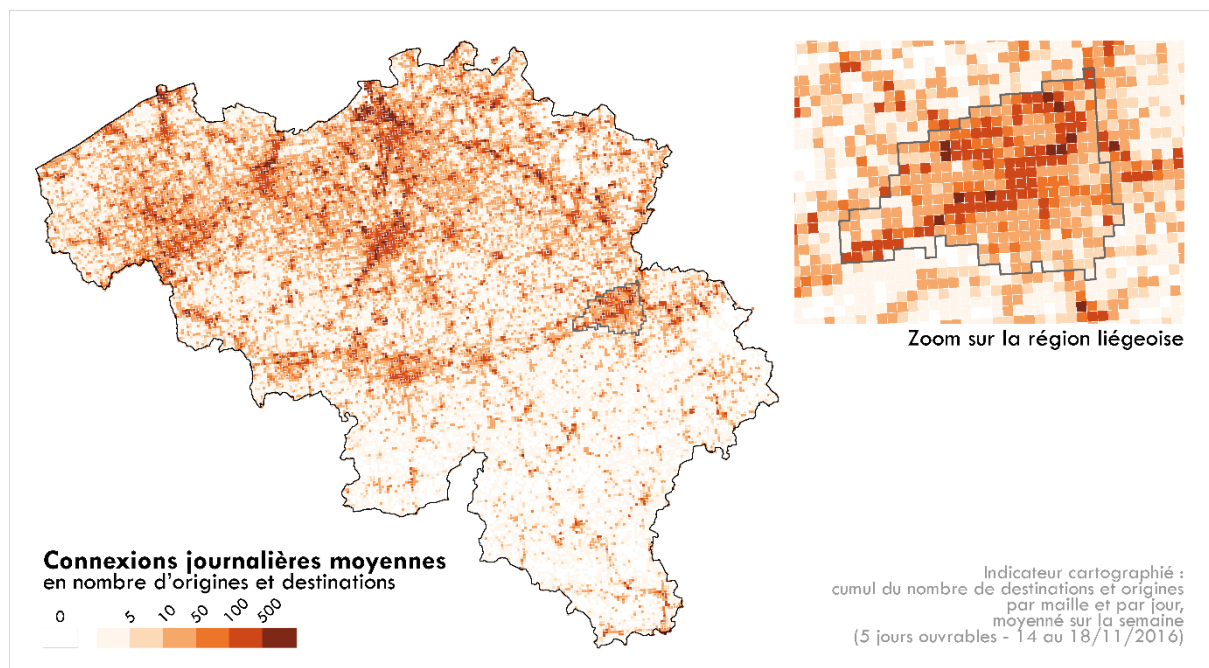 Zoom sur la région liégeoise
Connexions journalières moyennes
en nombre d'origines et destinations
0 5 10 50 100 500
Indicateur cartographié :
cumul du nombre de destinations et origines
par maille et par jour,
moyenné sur la semaine
(5 jours ouvrables - 14 au 18/11/2016)